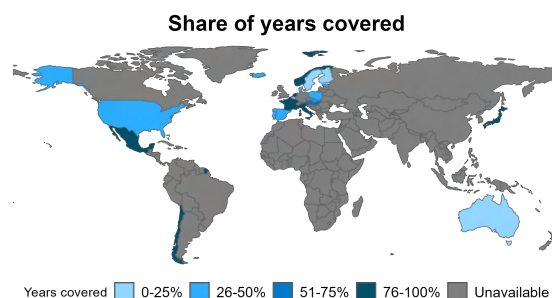 Share of years covered
Years covered 0-25% 26-50% 51-75% 76-100% Unavailable